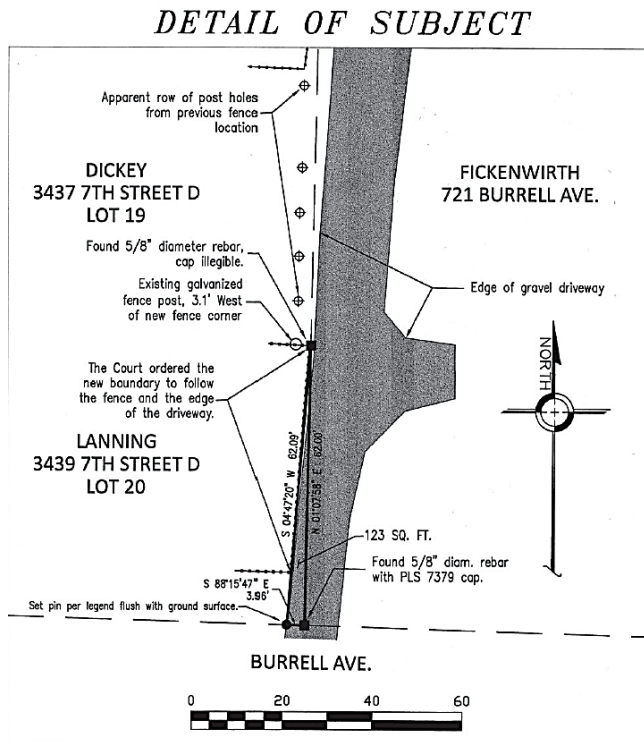 DETAIL OF SUBJECT
Apparent row of post holes
from previous fence
location
DICKEY
3437 7TH STREET D
LOT 19
FICKENWIRTH
721 BURRELL AVE.
Found 5/8" diameter rebar,
cap illegible.
Existing galvanized
fence post, 3.1' West
of new fence corner
Edge of gravel driveway
NORTH
The Court ordered the
new boundary to follow
the fence and the edge
of the driveway.
LANNING
3439 7TH STREET D
LOT 20
S 04°47'20" W 62.09'
N 01°07'58" E 62.00'
123 SQ. FT.
Found 5/8" diam. rebar
with PLS 7379 cap.
S 88°15'47" E
3.96'
Set pin per legend flush with ground surface.
BURRELL AVE.
0 20 40 60